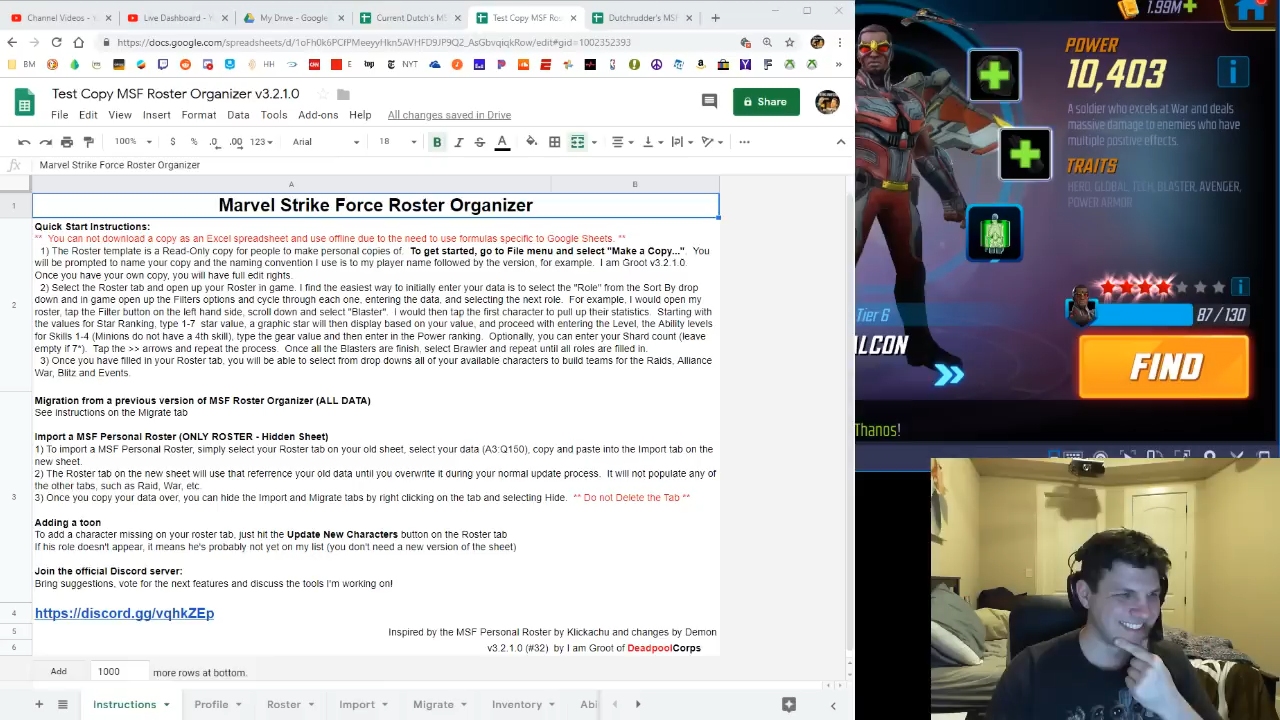 Channel Videos -
Live Dashboard - Y
My Drive - Google
Current Dutch's M
Test Copy MSF Ros
Dutchrudder's MSF
https://docs.google.com/spreadsheets/d/
edit#gid=1002352393
BM
NYT
Test Copy MSF Roster Organizer v3.2.1.0
File Edit View Insert Format Data Tools Add-ons Help All changes saved in Drive
Share
100% $ % .0 .00 123 Arial 18 B I S A
fx Marvel Strike Force Roster Organizer
A B
1 Marvel Strike Force Roster Organizer
Quick Start Instructions:
** You can not download a copy as an Excel spreadsheet and use offline due to the need to use formulas specific to Google Sheets. **
1) The Roster template is a Read-Only copy for people to make personal copies of. To get started, go to File menu and select "Make a Copy...". You
will be prompted to name your copy and the naming convention I use is to my player name followed by the version, for example. I am Groot v3.2.1.0.
Once you have your own copy, you will have full edit rights.
2) Select the Roster tab and open up your Roster in game. I find the easiest way to input all of your data is to select the "Role" from the Sort By drop
down and in game open up the Filters options and cycle through each one, entering the data and selecting the next role. For example, I would open my
roster, tap the Filter button on the left hand side, scroll down and select "Blaster". I would then tap the first character to pull up their statistics. Starting with
2
the values for Star Ranking, type 1-7 star value, a graphic star will then display based on your value, and proceed with entering the Level, the Ability levels
for Skills 1-4 (Minions do not have a 4th skill), type the gear value and then enter in the Power ranking. Optionally, you can enter your Shard count (leave
empty if 7*). Tap the >> arrows and repeat the process. Once all the Blasters are finish, select Brawler and repeat until all roles are filled in.
3) Once you have filled in your Roster tab, you will be able to select from drop downs all of your available characters to build teams for the Raids, Alliance
War, Blitz and Events.
Migration from a previous version of MSF Roster Organizer (ALL DATA)
See instructions on the Migrate tab
Import a MSF Personal Roster (ONLY ROSTER - Hidden Sheet)
1) To import a MSF Personal Roster, simply select your Roster tab on your old sheet, select your data (A3:Q150), copy and paste into the Import tab on the
new sheet.
2) The Roster tab on the new sheet will use that referrence your old data until you overwrite it during your normal update process. It will not populate any of
the other tabs, such as Raid, War, etc.
3
3) Once you copy your data over, you can hide the Import and Migrate tabs by right clicking on the tab and selecting Hide. ** Do not Delete the Tab **
Adding a toon
To add a character missing on your roster tab, just hit the Update New Characters button on the Roster tab
If his role doesn't appear, it means he's probably not yet on my list (you don't need a new version of the sheet)
Join the official Discord server:
Bring suggestions, vote for the next features and discuss the tools I'm working on!
4 https://discord.gg/vqhkZEp
5 Inspired by the MSF Personal Roster by Klickachu and changes by Demon
6 v3.2.1.0 (#32) by I am Groot of DeadpoolCorps
Add 1000 more rows at bottom.
Instructions Profile Roster Import Migrate Inventory Abi
1.99M
POWER
10,403
A soldier who excels at War and deals
massive damage to enemies who have
multiple positive effects.
TRAITS
HERO, GLOBAL, TECH, BLASTER, AVENGER,
POWER ARMOR
Tier 6
87 / 130
ALCON
FIND
Thanos!